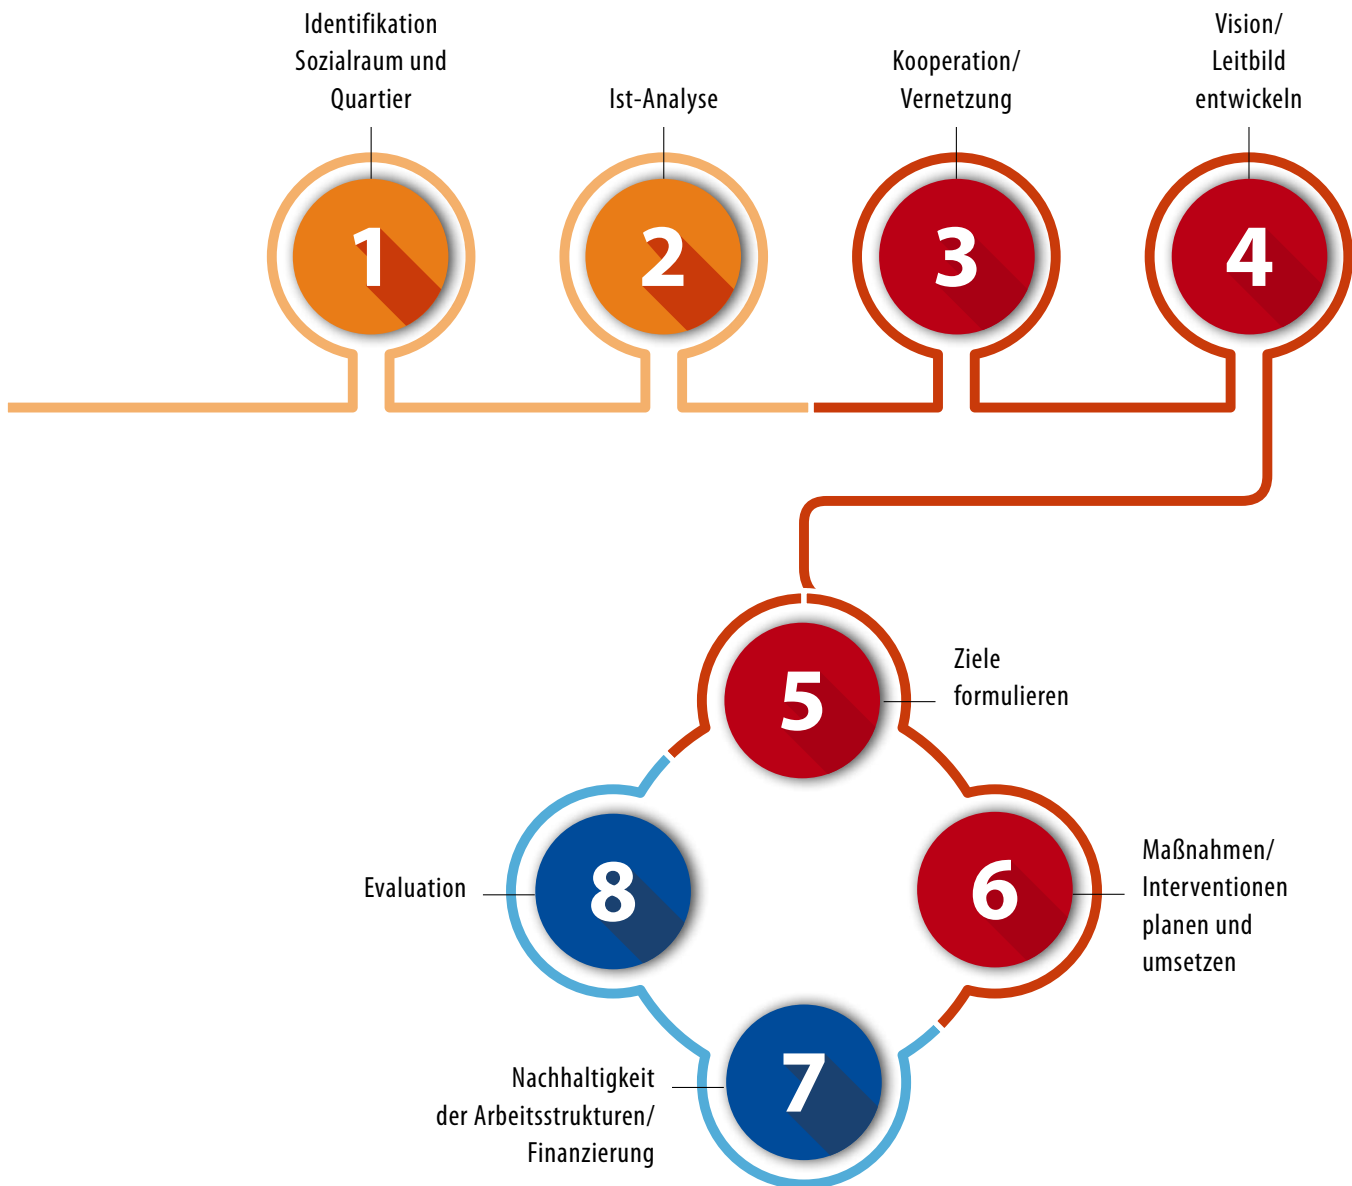 Identifikation
Sozialraum und
Quartier
Ist-Analyse
Kooperation/
Vernetzung
Vision/
Leitbild
entwickeln
1
2
3
4
5
Ziele
formulieren
8
Evaluation
6
Maßnahmen/
Interventionen
planen und
umsetzen
7
Nachhaltigkeit
der Arbeitsstrukturen/
Finanzierung